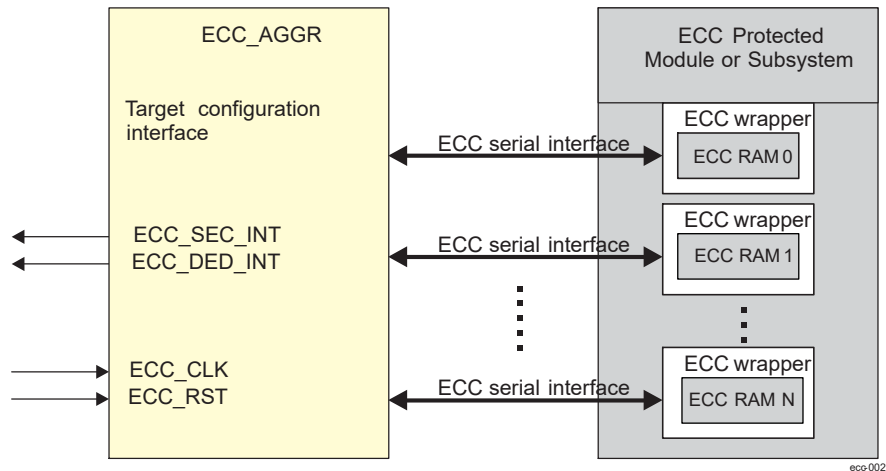 ECC_AGGR
Target configuration
interface
ECC_SEC_INT
ECC_DED_INT
ECC_CLK
ECC_RST
ECC serial interface
ECC serial interface
ECC serial interface
ECC Protected
Module or Subsystem
ECC wrapper
ECC RAM 0
ECC wrapper
ECC RAM 1
ECC wrapper
ECC RAM N
ecc-002